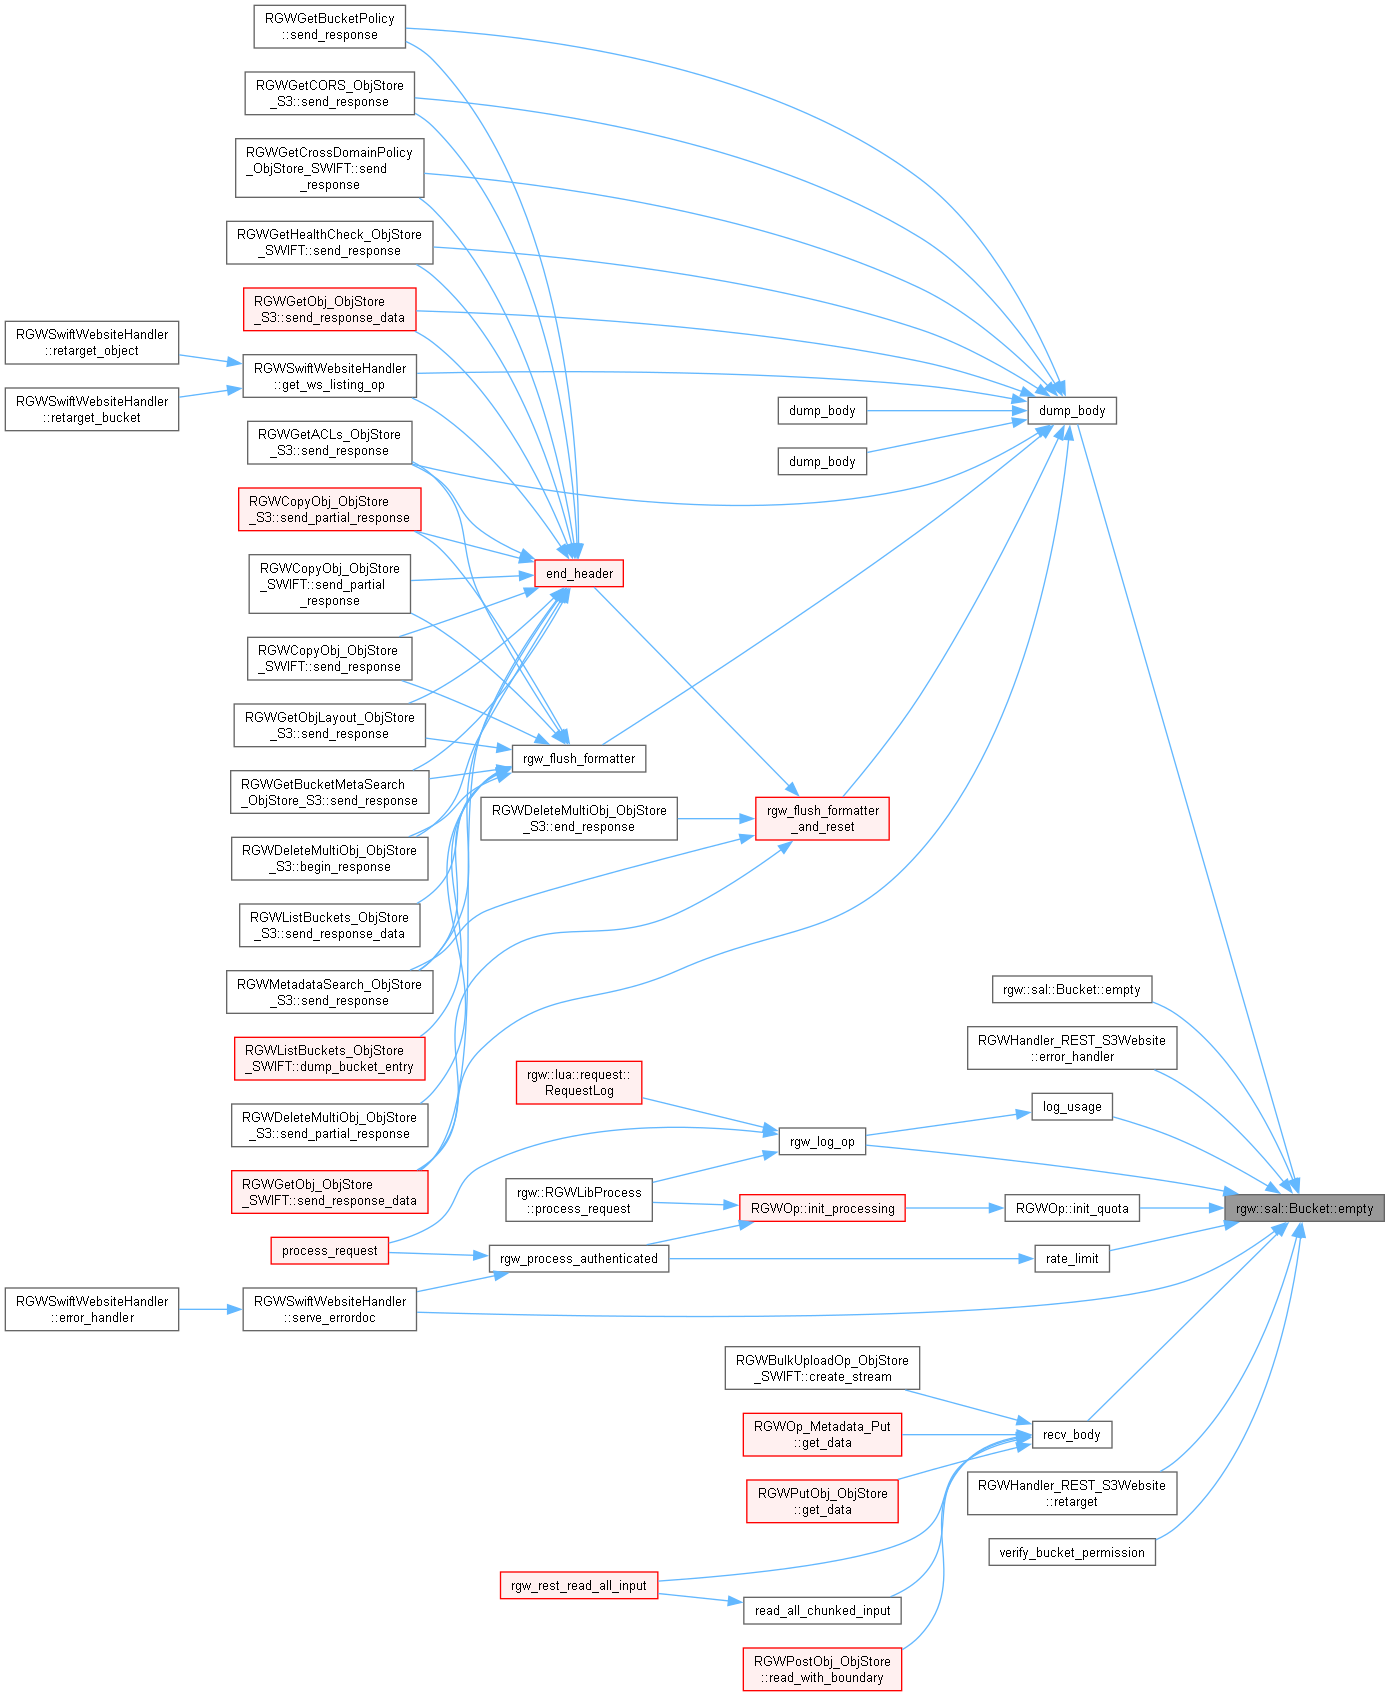 RGWGetBucketPolicy
::send_response
RGWGetCORS_ObjStore
_S3::send_response
RGWGetCrossDomainPolicy
_ObjStore_SWIFT::send
_response
RGWGetHealthCheck_ObjStore
_SWIFT::send_response
RGWGetObj_ObjStore
_S3::send_response_data
RGWSwiftWebsiteHandler
::retarget_object
RGWSwiftWebsiteHandler
::get_ws_listing_op
RGWSwiftWebsiteHandler
::retarget_bucket
dump_body
dump_body
dump_body
RGWGetACLs_ObjStore
_S3::send_response
RGWCopyObj_ObjStore
_S3::send_partial_response
end_header
RGWCopyObj_ObjStore
_SWIFT::send_partial
_response
RGWCopyObj_ObjStore
_SWIFT::send_response
RGWGetObjLayout_ObjStore
_S3::send_response
rgw_flush_formatter
RGWGetBucketMetaSearch
_ObjStore_S3::send_response
RGWDeleteMultiObj_ObjStore
_S3::end_response
rgw_flush_formatter
_and_reset
RGWDeleteMultiObj_ObjStore
_S3::begin_response
RGWListBuckets_ObjStore
_S3::send_response_data
RGWMetadataSearch_ObjStore
_S3::send_response
rgw::sal::Bucket::empty
RGWHandler_REST_S3Website
::error_handler
RGWListBuckets_ObjStore
_SWIFT::dump_bucket_entry
rgw::lua::request::
RequestLog
log_usage
RGWDeleteMultiObj_ObjStore
_S3::send_partial_response
rgw_log_op
RGWGetObj_ObjStore
_SWIFT::send_response_data
rgw::RGWLibProcess
::process_request
RGWOp::init_processing
RGWOp::init_quota
rgw::sal::Bucket::empty
process_request
rgw_process_authenticated
rate_limit
RGWSwiftWebsiteHandler
::error_handler
RGWSwiftWebsiteHandler
::serve_errordoc
RGWBulkUploadOp_ObjStore
_SWIFT::create_stream
RGWOp_Metadata_Put
::get_data
recv_body
RGWPutObj_ObjStore
::get_data
RGWHandler_REST_S3Website
::retarget
verify_bucket_permission
rgw_rest_read_all_input
read_all_chunked_input
RGWPostObj_ObjStore
::read_with_boundary